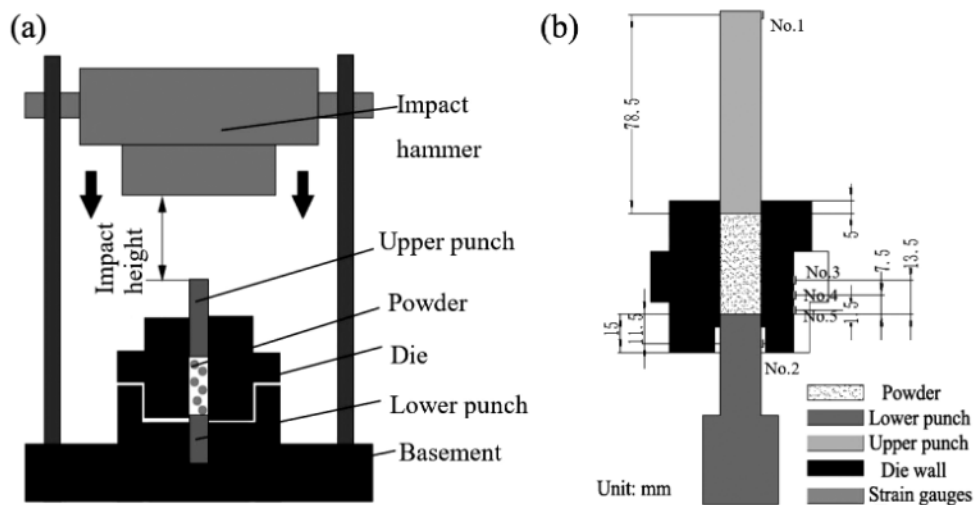 (a)
Impact
hammer
Impact
height
Upper punch
Powder
Die
Lower punch
Basement
(b)
No.1
78.5
5
No.3
No.4
No.5
1.5
7.5
13.5
15
11.5
No.2
Powder
Lower punch
Upper punch
Die wall
Strain gauges
Unit: mm